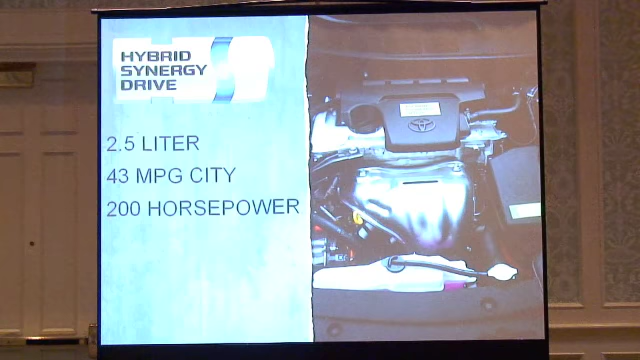 HYBRID
SYNERGY
DRIVE
2.5 LITER
43 MPG CITY
200 HORSEPOWER